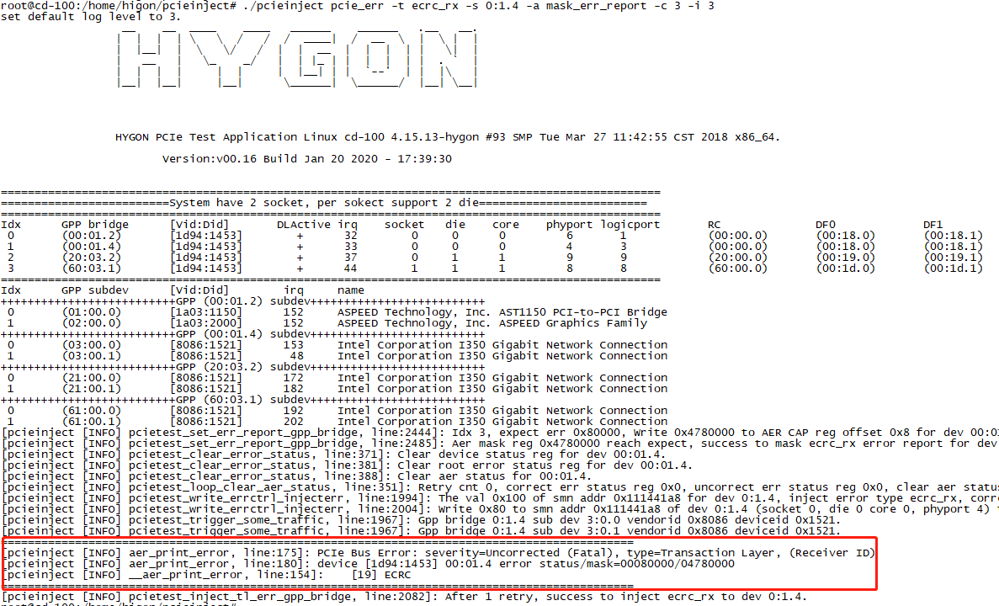 root@cd-100:/home/higon/pcieinject# ./pcieinject pcie_err -t ecrc_rx -s 0:1.4 -a mask_err_report -c 3 -i 3
set default log level to 3.
HYGON
HYGON PCIe Test Application Linux cd-100 4.15.13-hygon #93 SMP Tue Mar 27 11:42:55 CST 2018 x86_64.
Version:v00.16 Build Jan 20 2020 - 17:39:30
=========================System have 2 socket, per sokect support 2 die=========================
Idx GPP bridge [Vid:Did] DLActive irq socket die core phyport logicport RC DF0 DF1
0 (00:01.2) [1d94:1453] + 32 0 0 0 6 1 (00:00.0) (00:18.0) (00:18.1)
1 (00:01.4) [1d94:1453] + 33 0 0 0 4 3 (00:00.0) (00:18.0) (00:18.1)
2 (20:03.2) [1d94:1453] + 37 0 1 1 9 9 (20:00.0) (00:19.0) (00:19.1)
3 (60:03.1) [1d94:1453] + 44 1 1 1 8 8 (60:00.0) (00:1d.0) (00:1d.1)
Idx GPP subdev [Vid:Did] irq name
++++++++++++++++++++++++++GPP (00:01.2) subdev++++++++++++++++++++++++++
0 (01:00.0) [1a03:1150] 152 ASPEED Technology, Inc. AST1150 PCI-to-PCI Bridge
1 (02:00.0) [1a03:2000] 152 ASPEED Technology, Inc. ASPEED Graphics Family
++++++++++++++++++++++++++GPP (00:01.4) subdev++++++++++++++++++++++++++
0 (03:00.0) [8086:1521] 153 Intel Corporation I350 Gigabit Network Connection
1 (03:00.1) [8086:1521] 48 Intel Corporation I350 Gigabit Network Connection
++++++++++++++++++++++++++GPP (20:03.2) subdev++++++++++++++++++++++++++
0 (21:00.0) [8086:1521] 172 Intel Corporation I350 Gigabit Network Connection
1 (21:00.1) [8086:1521] 182 Intel Corporation I350 Gigabit Network Connection
++++++++++++++++++++++++++GPP (60:03.1) subdev++++++++++++++++++++++++++
0 (61:00.0) [8086:1521] 192 Intel Corporation I350 Gigabit Network Connection
1 (61:00.1) [8086:1521] 202 Intel Corporation I350 Gigabit Network Connection
[pcieinject [INFO] pcietest_set_err_report_gpp_bridge, line:2444]: Idx 3, expect err 0x80000, Write 0x4780000 to AER CAP reg offset 0x8 for dev 00:0
[pcieinject [INFO] pcietest_set_err_report_gpp_bridge, line:2485]: Aer mask reg 0x4780000 reach expect, success to mask ecrc_rx error report for dev
[pcieinject [INFO] pcietest_clear_error_status, line:371]: Clear device status reg for dev 00:01.4.
[pcieinject [INFO] pcietest_clear_error_status, line:381]: Clear root error status reg for dev 00:01.4.
[pcieinject [INFO] pcietest_clear_error_status, line:388]: Clear aer status for 00:01.4.
[pcieinject [INFO] pcietest_loop_clear_aer_status, line:351]: Retry cnt 0, correct err status reg 0x0, uncorrect err status reg 0x0, clear aer status
[pcieinject [INFO] pcietest_write_errctrl_injecterr, line:1994]: The val 0x100 of smn addr 0x111441a8 for dev 0:1.4, inject error type ecrc_rx, corre
[pcieinject [INFO] pcietest_write_errctrl_injecterr, line:2004]: Write 0x80 to smn addr 0x111441a8 of dev 0:1.4 (socket 0, die 0 core 0, phyport 4) t
[pcieinject [INFO] pcietest_trigger_some_traffic, line:1967]: Gpp bridge 0:1.4 sub dev 3:0.0 vendorid 0x8086 deviceid 0x1521.
[pcieinject [INFO] pcietest_trigger_some_traffic, line:1967]: Gpp bridge 0:1.4 sub dev 3:0.1 vendorid 0x8086 deviceid 0x1521.
[pcieinject [INFO] aer_print_error, line:175]: PCIe Bus Error: severity=Uncorrected (Fatal), type=Transaction Layer, (Receiver ID)
[pcieinject [INFO] aer_print_error, line:180]: device [1d94:1453] 00:01.4 error status/mask=00080000/04780000
[pcieinject [INFO] __aer_print_error, line:154]: [19] ECRC
[pcieinject [INFO] pcietest_inject_tl_err_gpp_bridge, line:2082]: After 1 retry, success to inject ecrc_rx to dev 0:1.4.